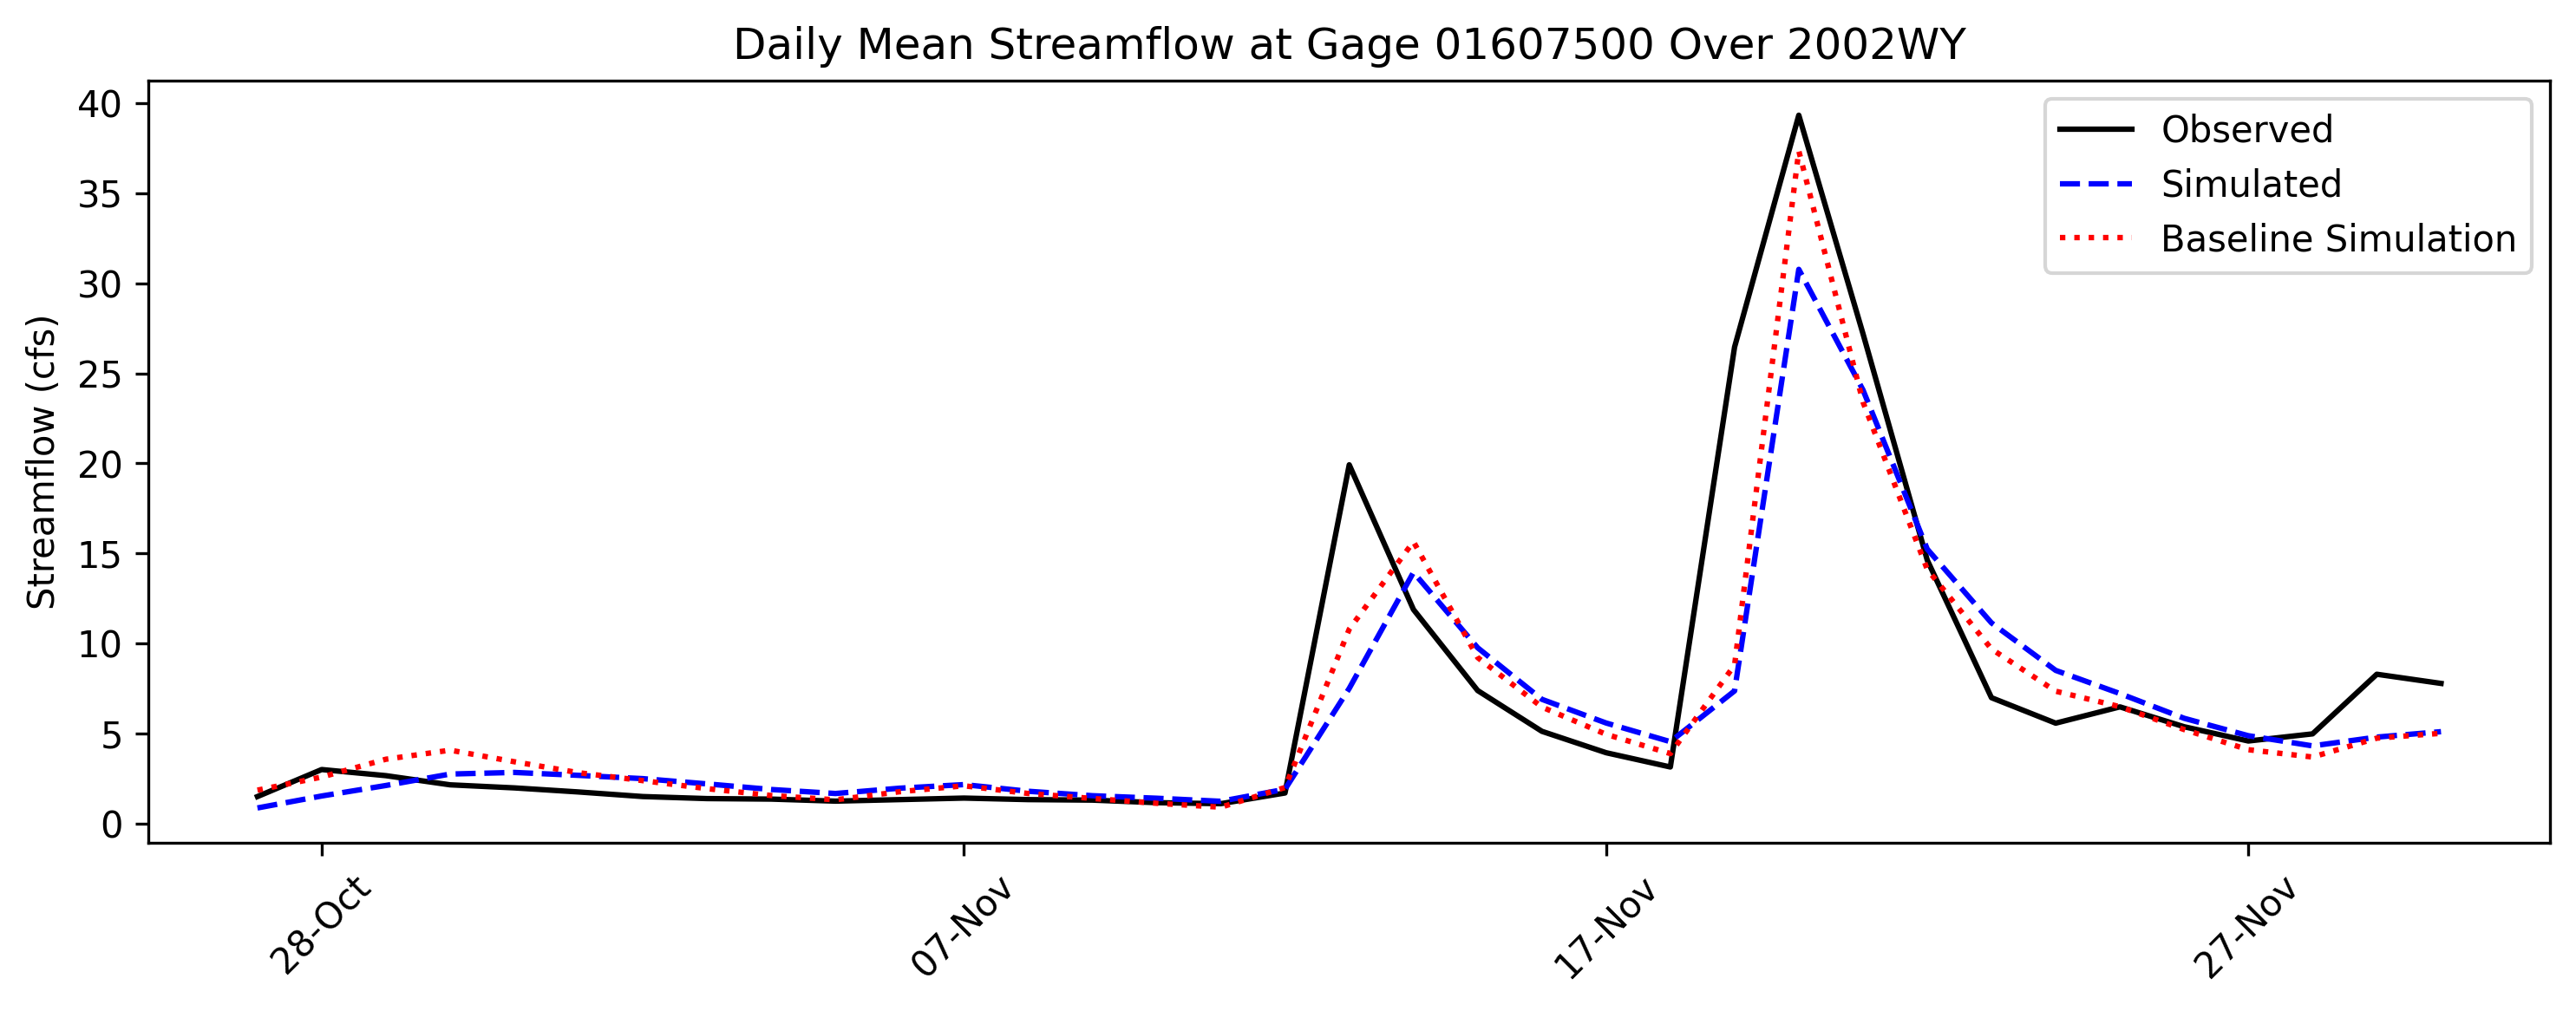 Daily Mean Streamflow at Gage 01607500 Over 2002WY
Streamflow (cfs)
40
35
30
25
20
15
10
5
0
Observed
Simulated
Baseline Simulation
28-Oct
07-Nov
17-Nov
27-Nov